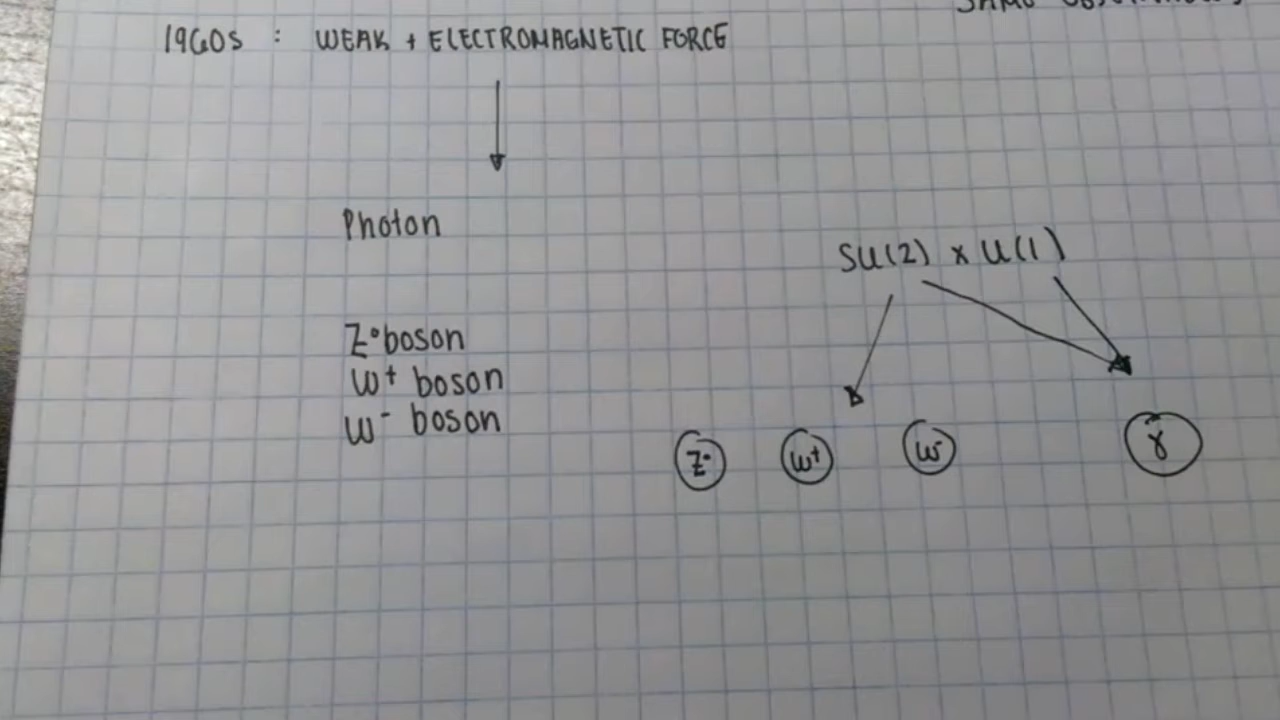 1960s : WEAK + ELECTROMAGNETIC FORCE
Photon
SU(2) x U(1)
Z° boson
W+ boson
W- boson
Z° W+ W- γ